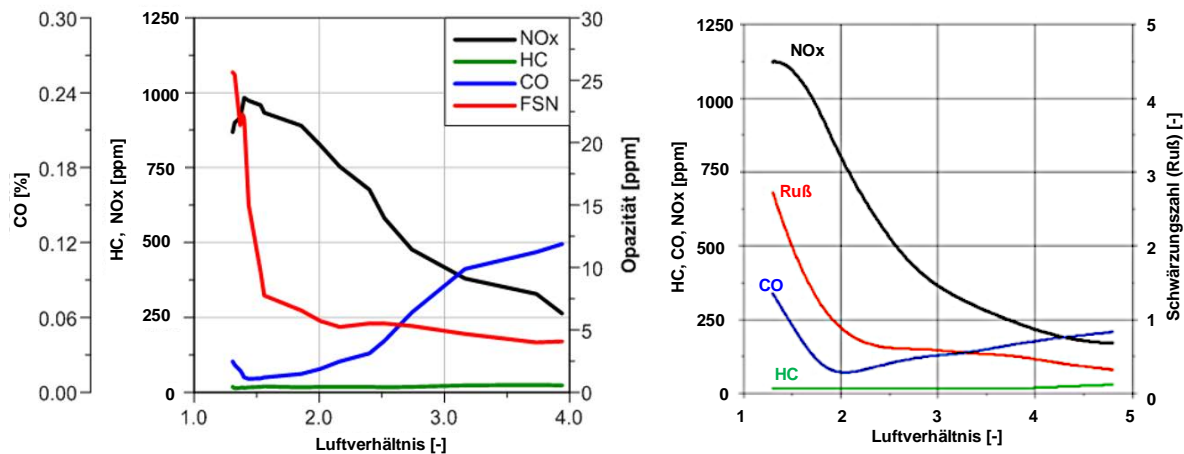 0.30
0.24
0.18
0.12
0.06
0.00
CO [%]
1250
1000
750
500
250
0
HC, NOx [ppm]
NOx
HC
CO
FSN
30
25
20
15
10
5
0
Opazität [ppm]
1.0
2.0
3.0
4.0
Luftverhältnis [-]
1250
1000
750
500
250
0
HC, CO, NOx [ppm]
NOx
Ruß
CO
HC
5
4
3
2
1
0
Schwärzungszahl (Ruß) [-]
1
2
3
4
5
Luftverhältnis [-]